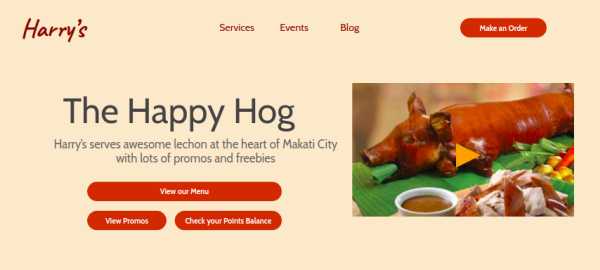 Harry's
Services Events Blog
Make an Order
The Happy Hog
Harry's serves awesome lechon at the heart of Makati City
with lots of promos and freebies
View our Menu
View Promos Check your Points Balance